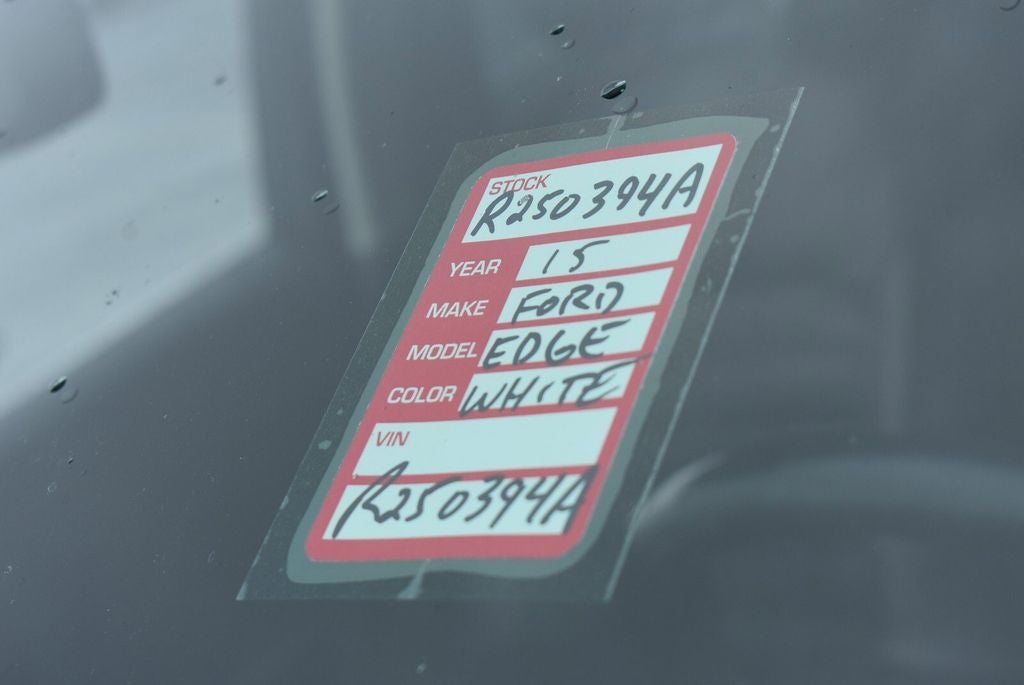 STOCK
R250394A
YEAR 15
MAKE FORD
MODEL EDGE
COLOR WHITE
VIN
R250394A